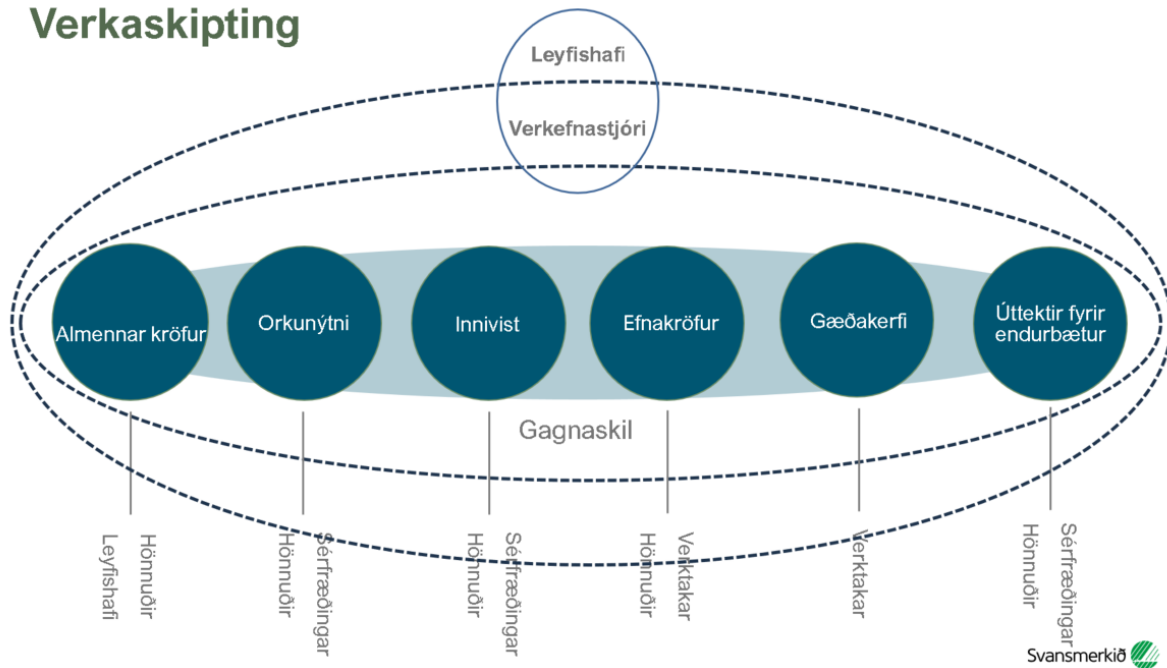 Verkaskipting
Leyfishafi
Verkefnastjóri
Almennar kröfur
Orkunýtni
Innivist
Efnakröfur
Gæðakerfi
Úttektir fyrir
endurbætur
Gagnaskil
Hönnuðir
Leyfishafi
Sérfræðingar
Hönnuðir
Sérfræðingar
Hönnuðir
Verktakar
Hönnuðir
Verktakar
Sérfræðingar
Hönnuðir
Svansmerkið